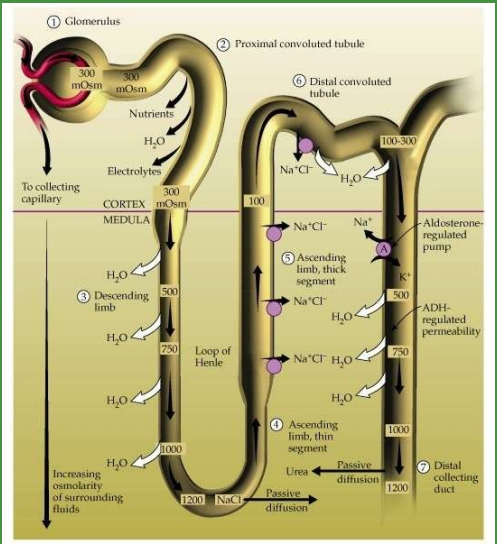 ① Glomerulus
② Proximal convoluted tubule
300
mOsm
300
mOsm
Nutrients
H₂O
Electrolytes
To collecting
capillary
300
mOsm
CORTEX
MEDULA
⑥ Distal convoluted
tubule
100-300
Na⁺Cl⁻
H₂O
100
Na⁺
Aldosterone-
regulated
pump
A
K⁺
Na⁺Cl⁻
⑤ Ascending
limb, thick
segment
H₂O
500
③ Descending
limb
H₂O
750
Loop of
Henle
Na⁺Cl⁻
Na⁺Cl⁻
500
H₂O
ADH-
regulated
permeability
H₂O
750
H₂O
H₂O
④ Ascending
limb, thin
segment
H₂O
1000
1000
Increasing
osmolarity
of surrounding
fluids
1200
NaCl
Passive
diffusion
Urea
Passive
diffusion
⑦ Distal
collecting
duct
1200